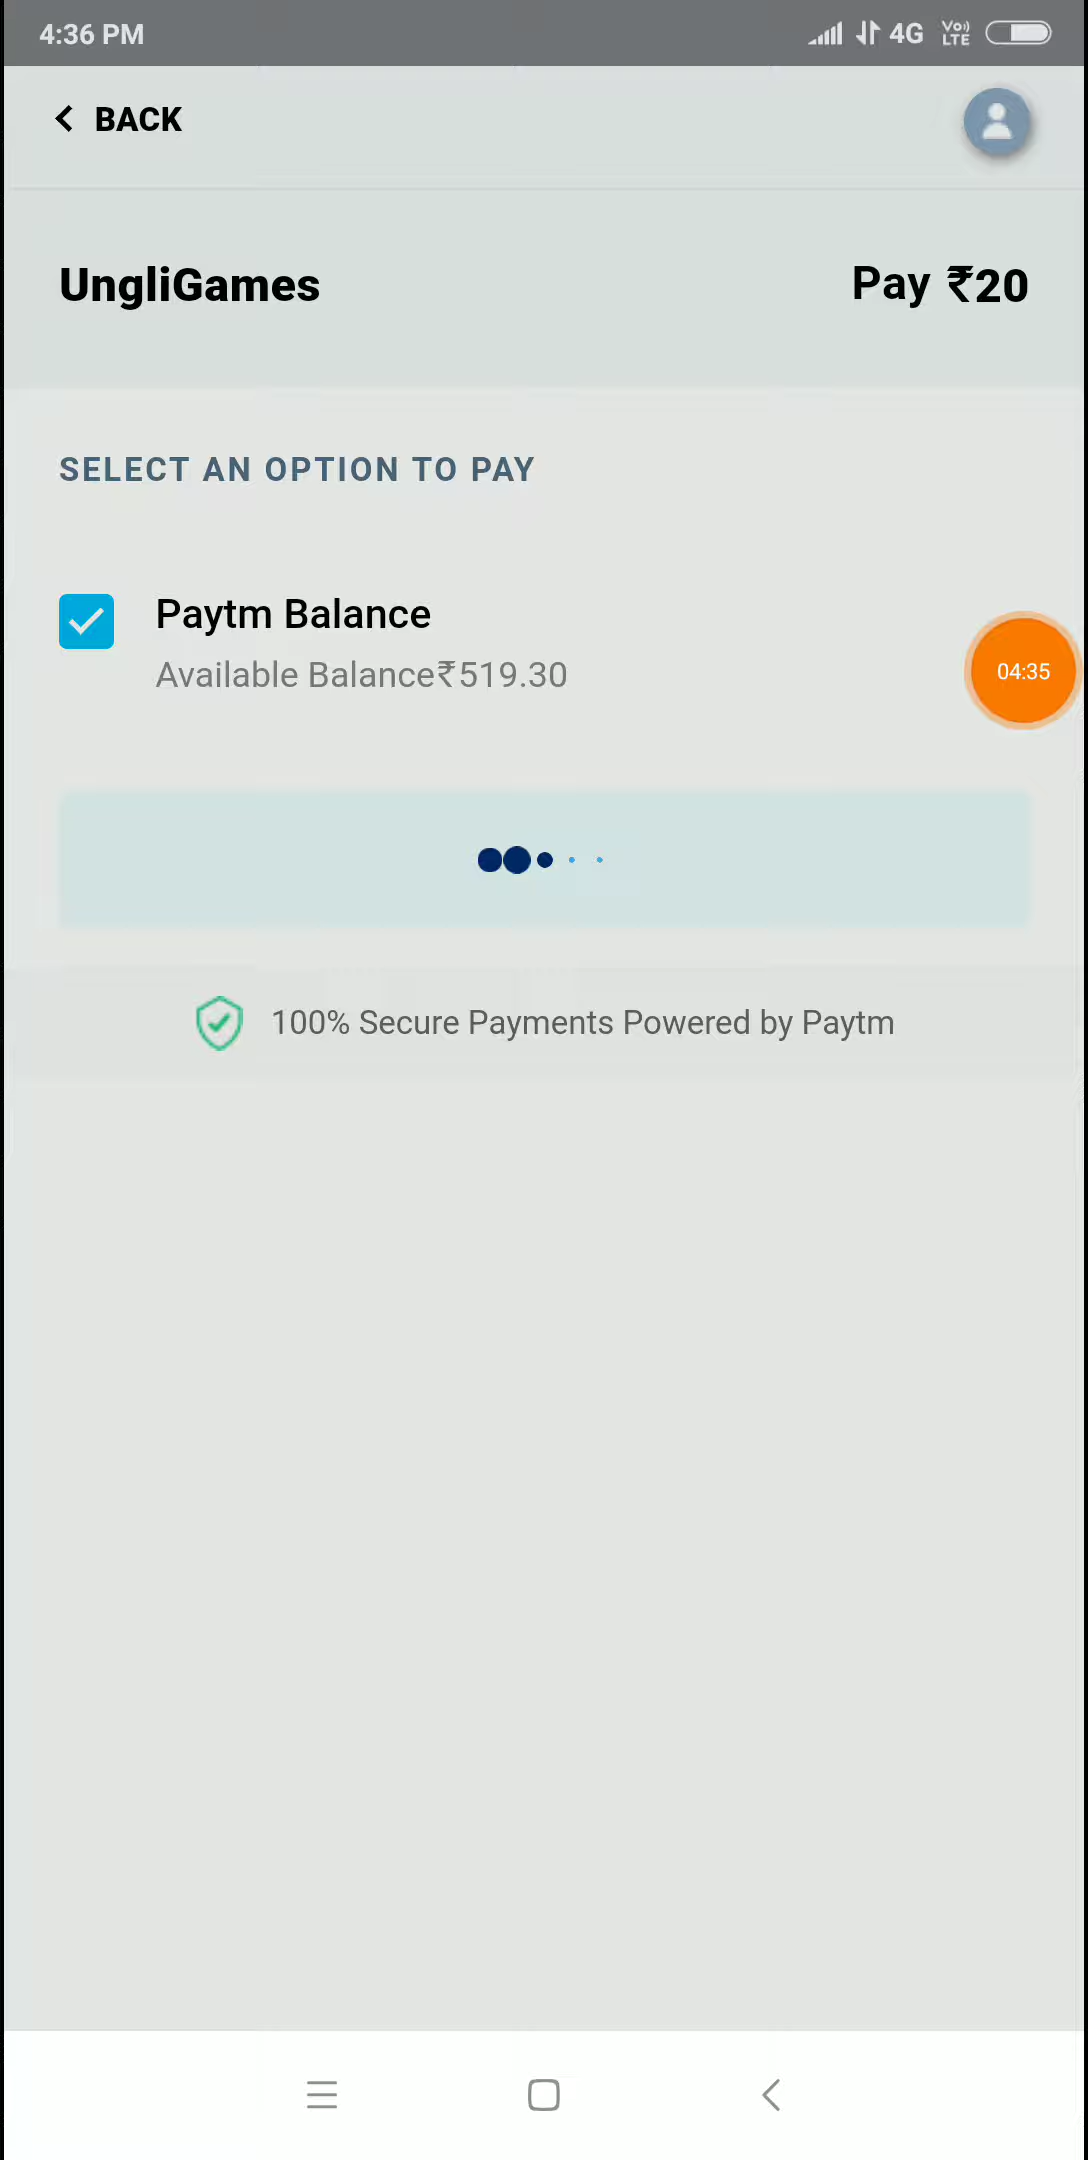 4:36 PM
4G VoLTE
BACK
UngliGames
Pay ₹20
SELECT AN OPTION TO PAY
Paytm Balance
Available Balance₹519.30
04:35
100% Secure Payments Powered by Paytm